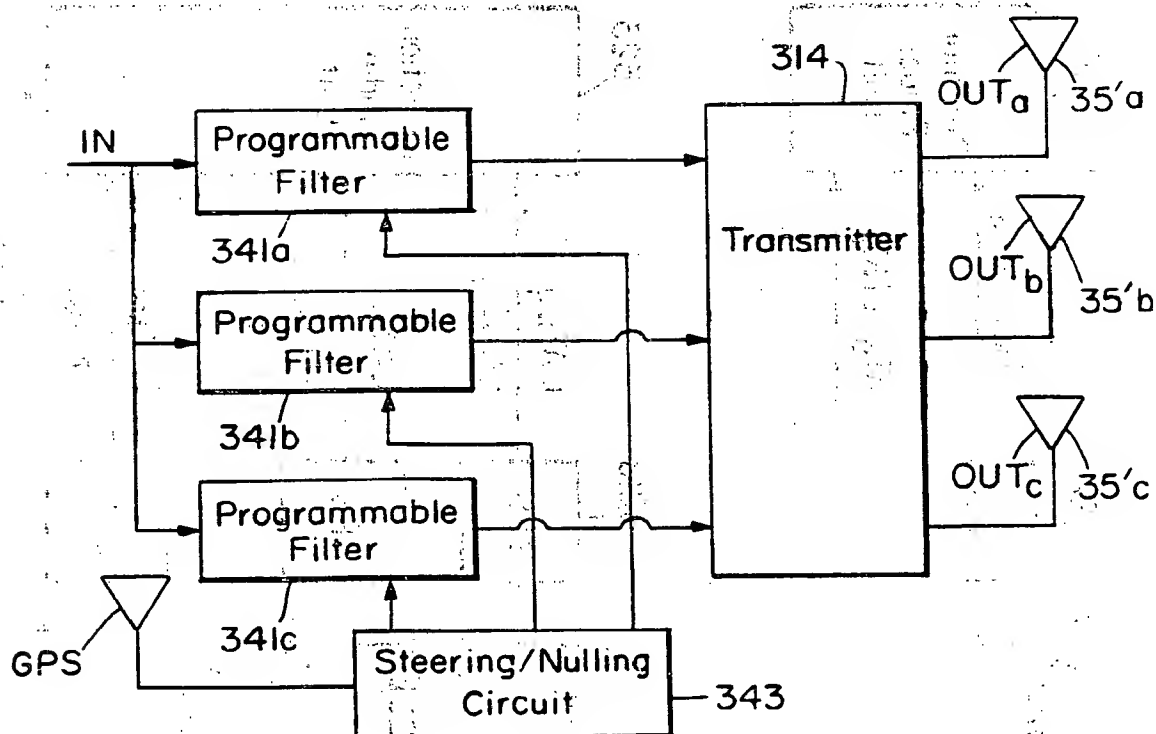 314
OUTa
35'a
IN
Programmable
Filter
341a
Transmitter
OUTb
35'b
Programmable
Filter
341b
OUTc
35'c
Programmable
Filter
341c
GPS
Steering/Nulling
Circuit
343